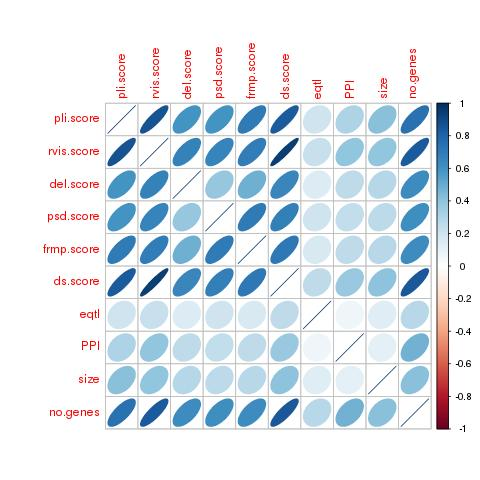 pli.score
rvis.score
del.score
psd.score
frmp.score
ds.score
eqtl
PPI
size
no.genes
pli.score
rvis.score
del.score
psd.score
frmp.score
ds.score
eqtl
PPI
size
no.genes
1
0.8
0.6
0.4
0.2
0
-0.2
-0.4
-0.6
-0.8
-1